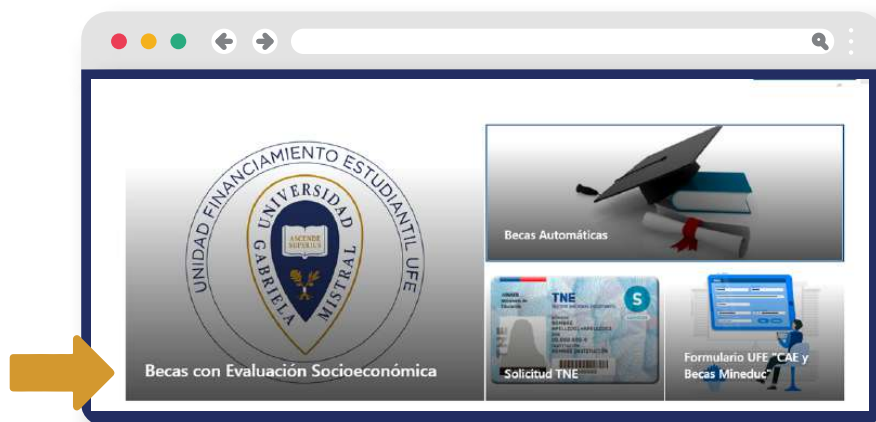 UNIDAD FINANCIAMIENTO ESTUDIANTIL UFE
UNIVERSIDAD
GABRIELA MISTRAL
ASCENDE
SUPERIUS
Becas con Evaluación Socioeconómica
Becas Automáticas
TNE
S
Solicitud TNE
Formulario UFE "CAE y
Becas Mineduc"